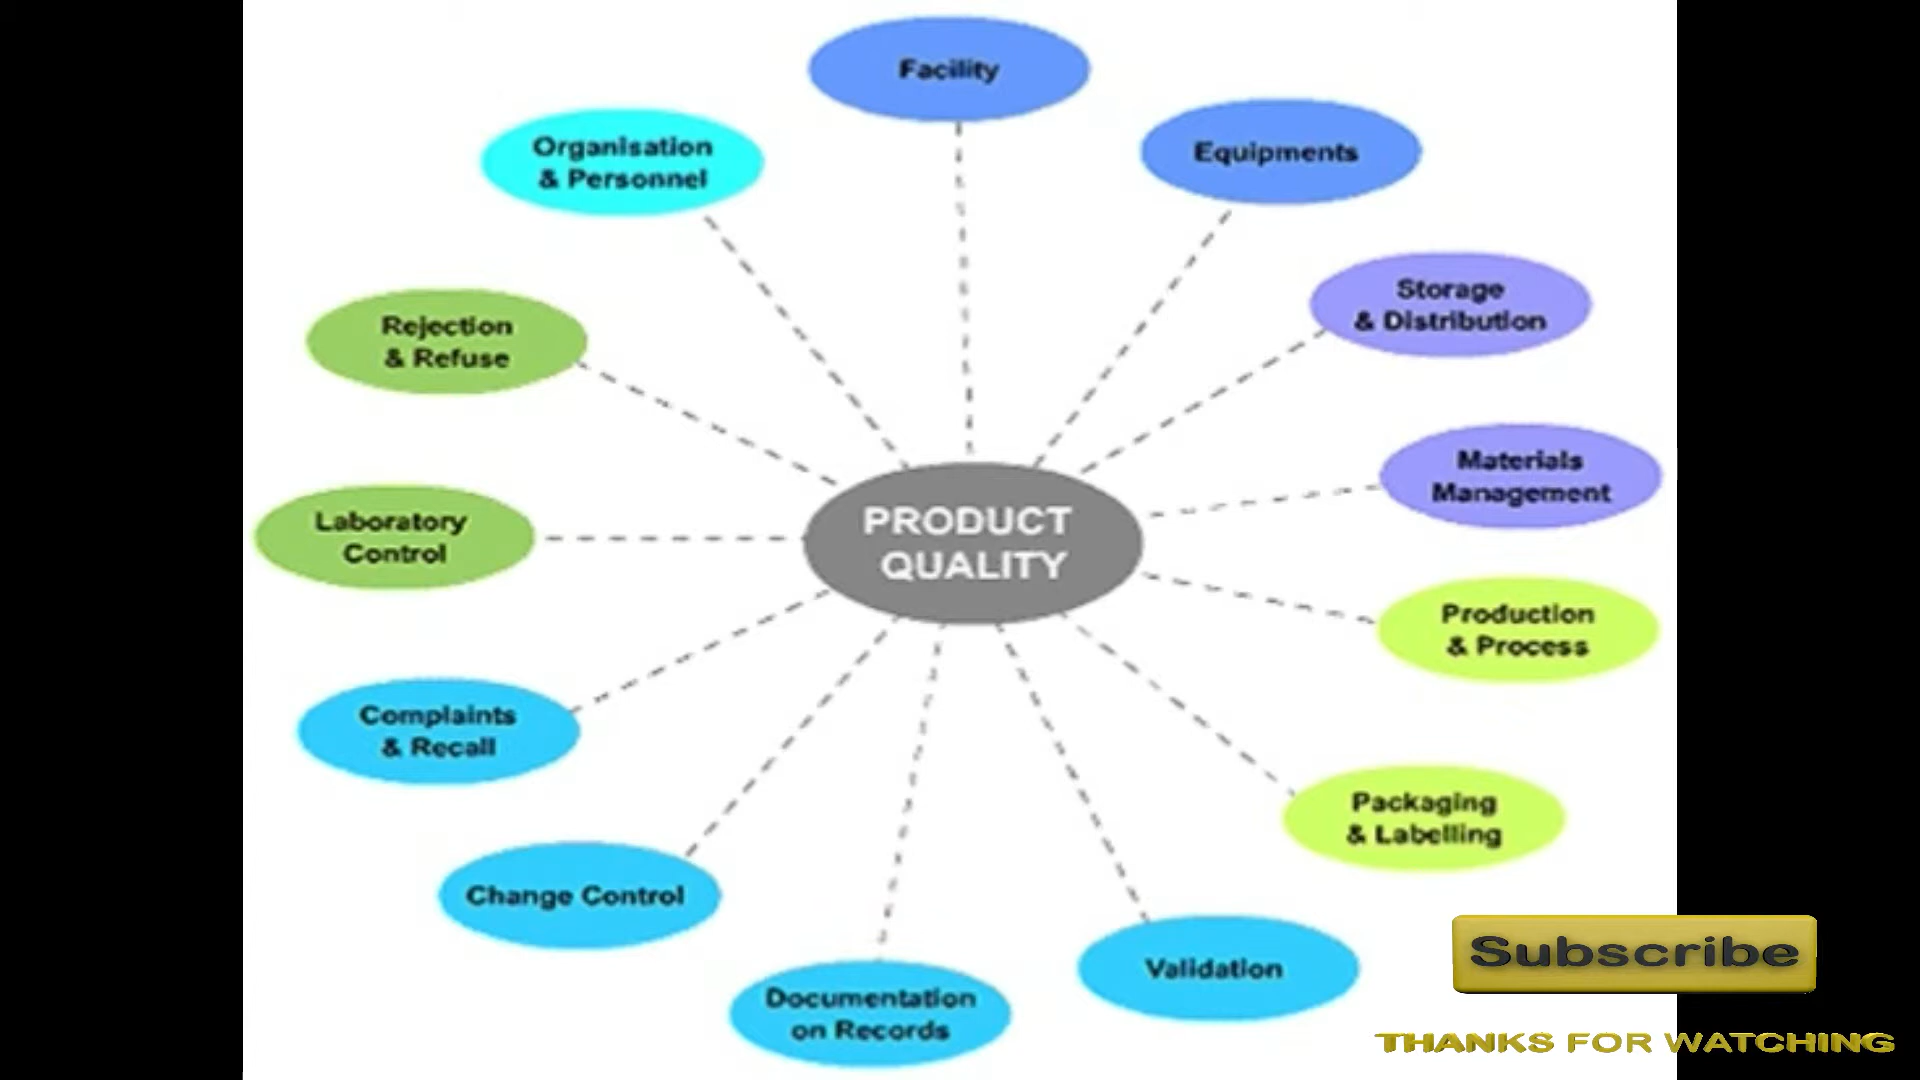 Facility
Organisation
& Personnel
Equipments
Storage
& Distribution
Rejection
& Refuse
Materials
Management
PRODUCT
QUALITY
Laboratory
Control
Production
& Process
Complaints
& Recall
Packaging
& Labelling
Change Control
Validation
Documentation
on Records
Subscribe
THANKS FOR WATCHING